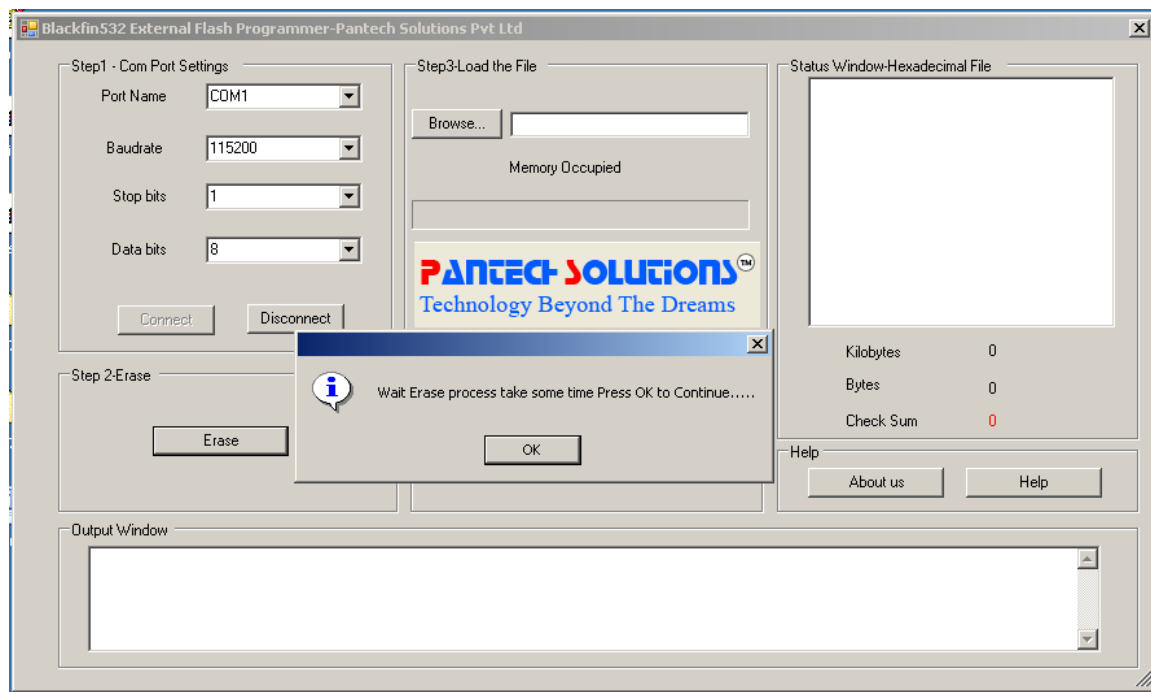 Blackfin532 External Flash Programmer-Pantech Solutions Pvt Ltd
Step1 - Com Port Settings
Port Name
COM1
Baudrate
115200
Stop bits
1
Data bits
8
Connect
Disconnect
Step 2-Erase
Erase
Step3-Load the File
Browse...
Memory Occupied
PANTECH SOLUTIONS TM
Technology Beyond The Dreams
Wait Erase process take some time Press OK to Continue.....
OK
Status Window-Hexadecimal File
Kilobytes 0
Bytes 0
Check Sum 0
Help
About us
Help
Output Window